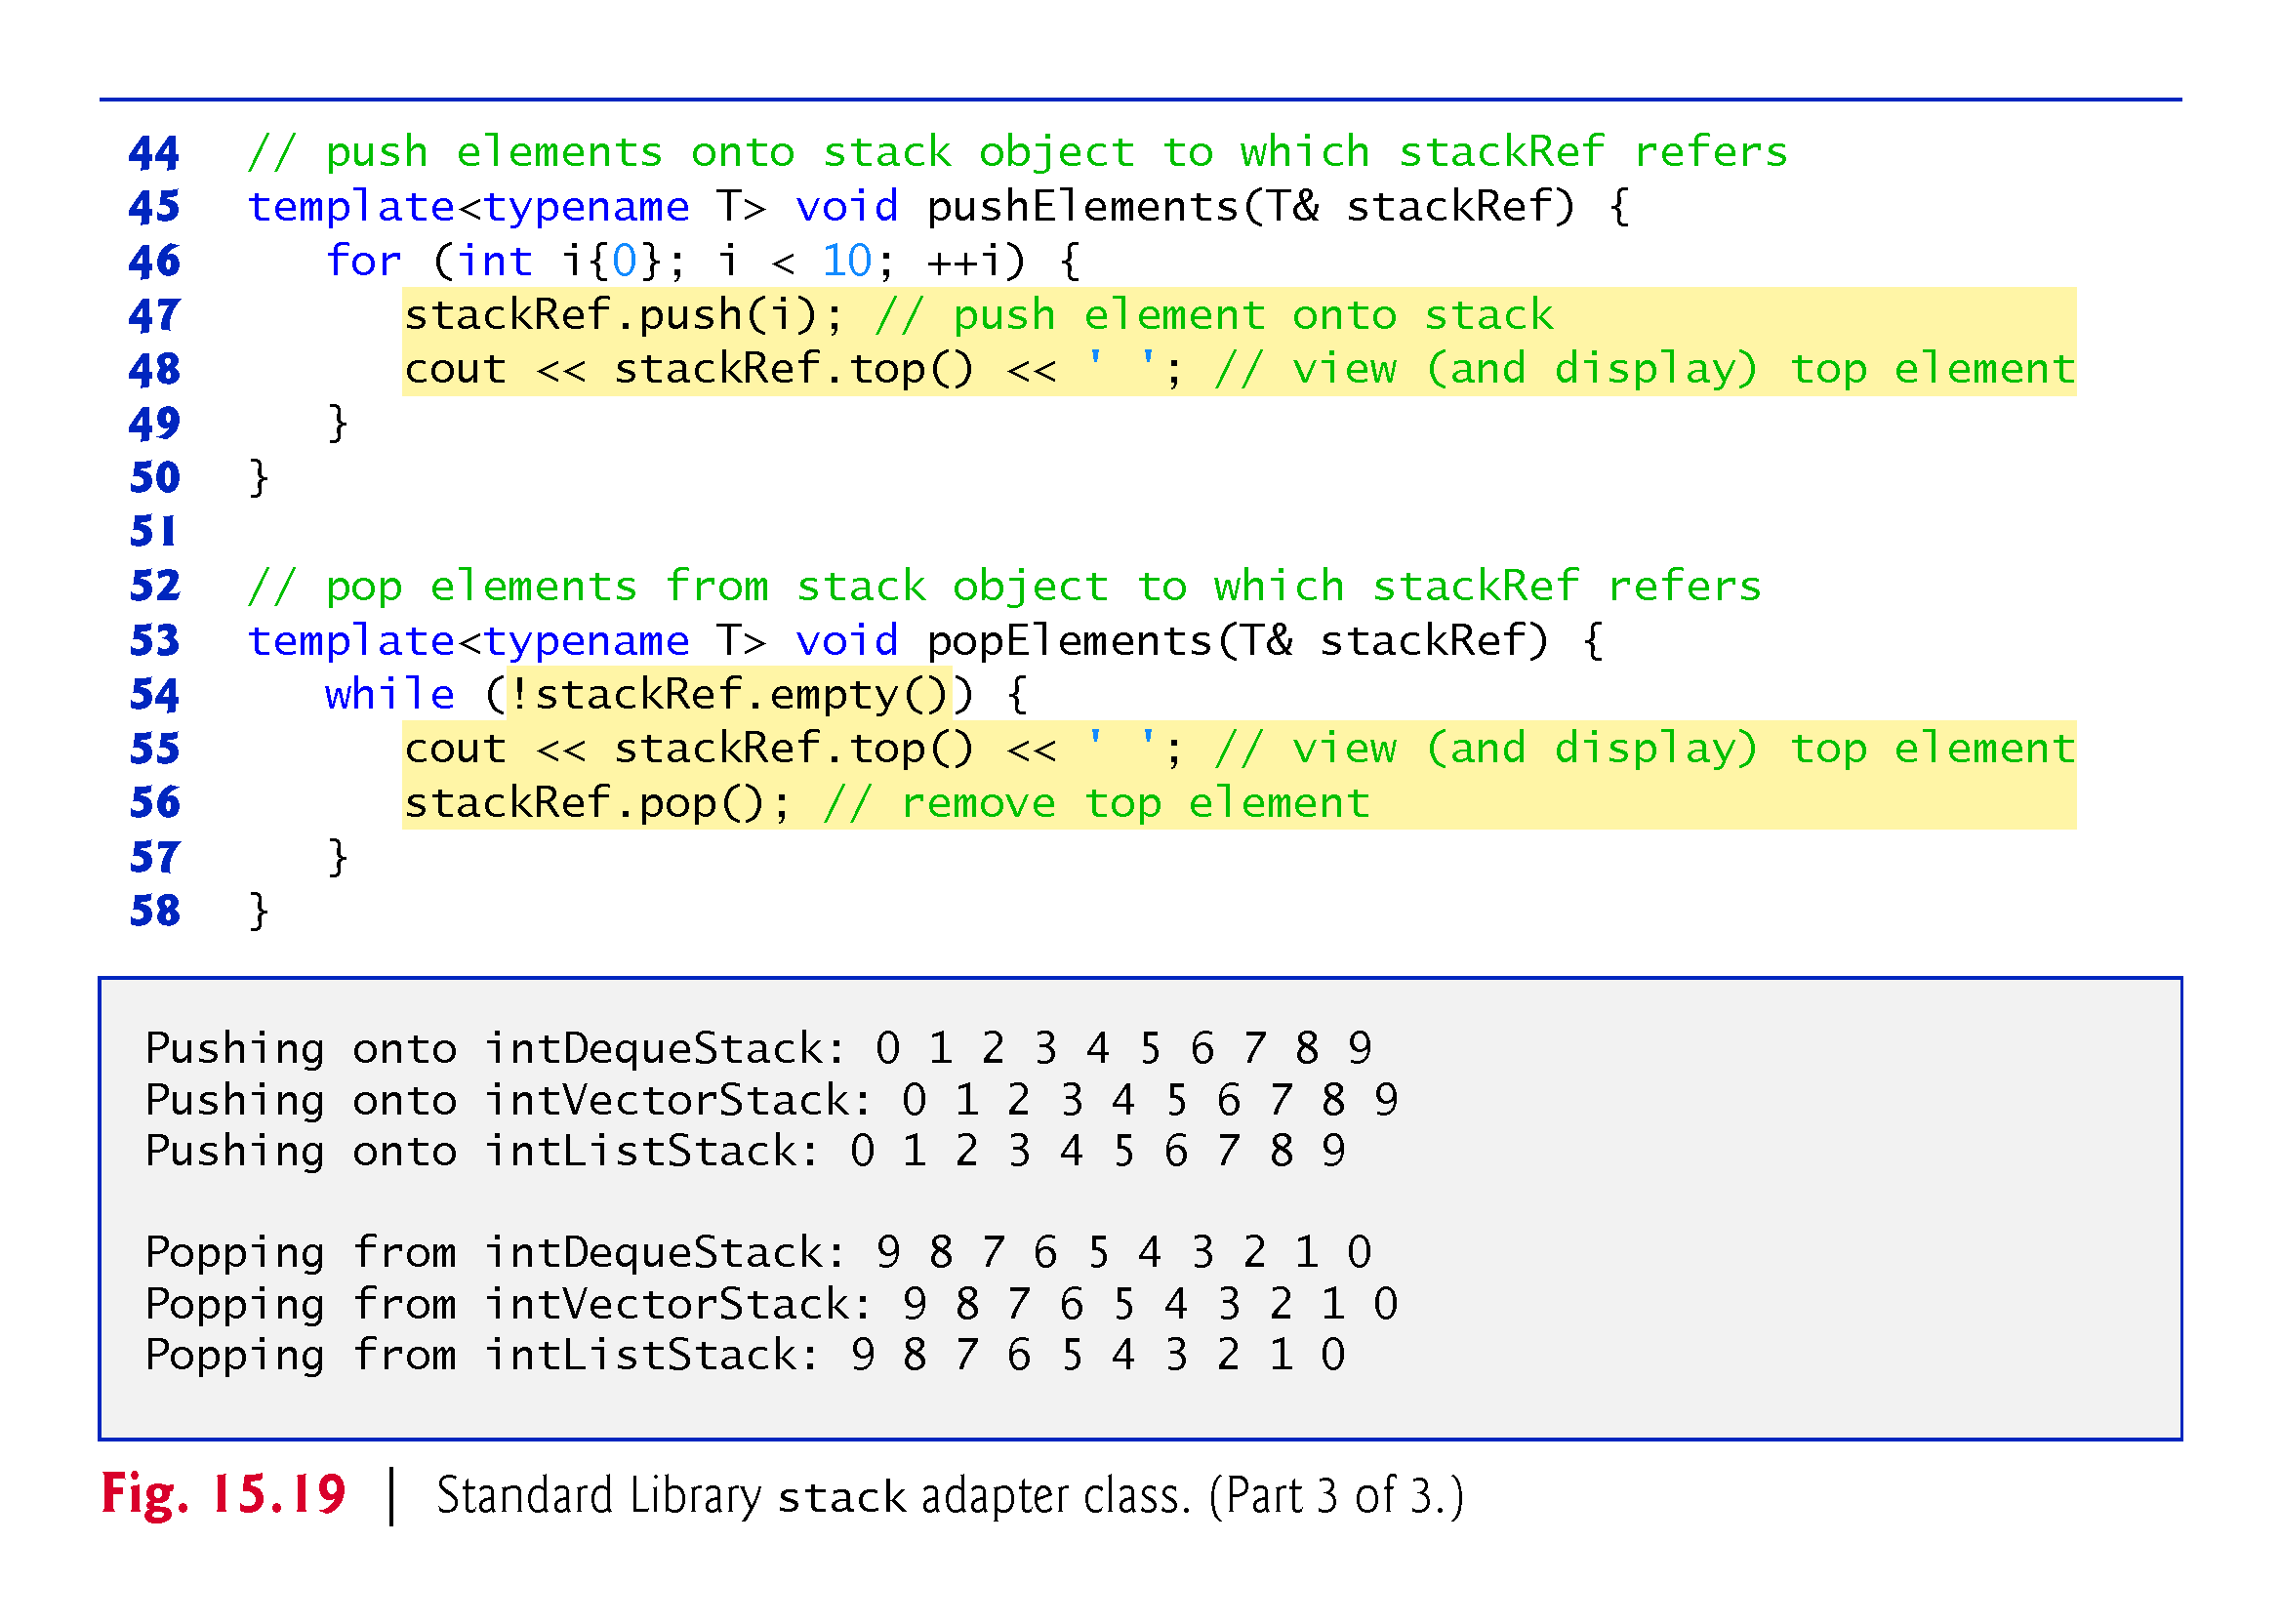 44 // push elements onto stack object to which stackRef refers
45 template<typename T> void pushElements(T& stackRef) {
46    for (int i{0}; i < 10; ++i) {
47       stackRef.push(i); // push element onto stack
48       cout << stackRef.top() << ' '; // view (and display) top element
49    }
50 }
51
52 // pop elements from stack object to which stackRef refers
53 template<typename T> void popElements(T& stackRef) {
54    while (!stackRef.empty()) {
55       cout << stackRef.top() << ' '; // view (and display) top element
56       stackRef.pop(); // remove top element
57    }
58 }
Pushing onto intDequeStack: 0 1 2 3 4 5 6 7 8 9
Pushing onto intVectorStack: 0 1 2 3 4 5 6 7 8 9
Pushing onto intListStack: 0 1 2 3 4 5 6 7 8 9
Popping from intDequeStack: 9 8 7 6 5 4 3 2 1 0
Popping from intVectorStack: 9 8 7 6 5 4 3 2 1 0
Popping from intListStack: 9 8 7 6 5 4 3 2 1 0
Fig. 15.19 | Standard Library stack adapter class. (Part 3 of 3.)